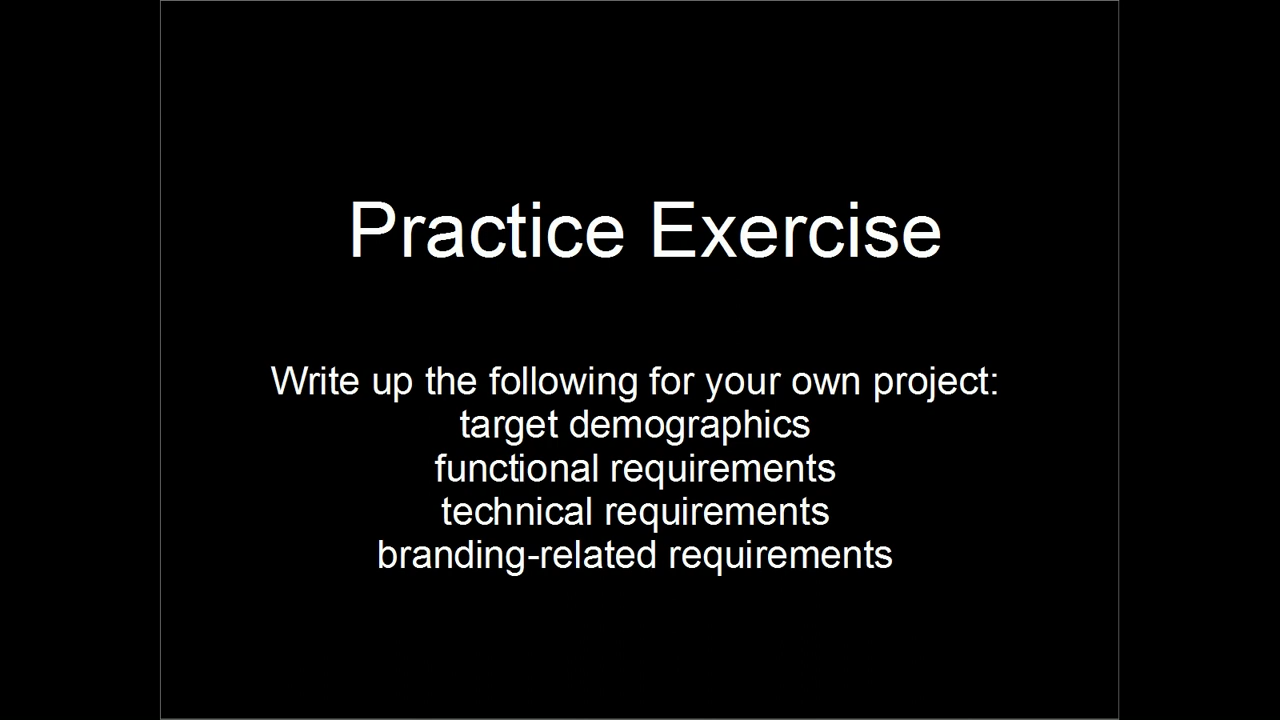 Practice Exercise
Write up the following for your own project:
target demographics
functional requirements
technical requirements
branding-related requirements